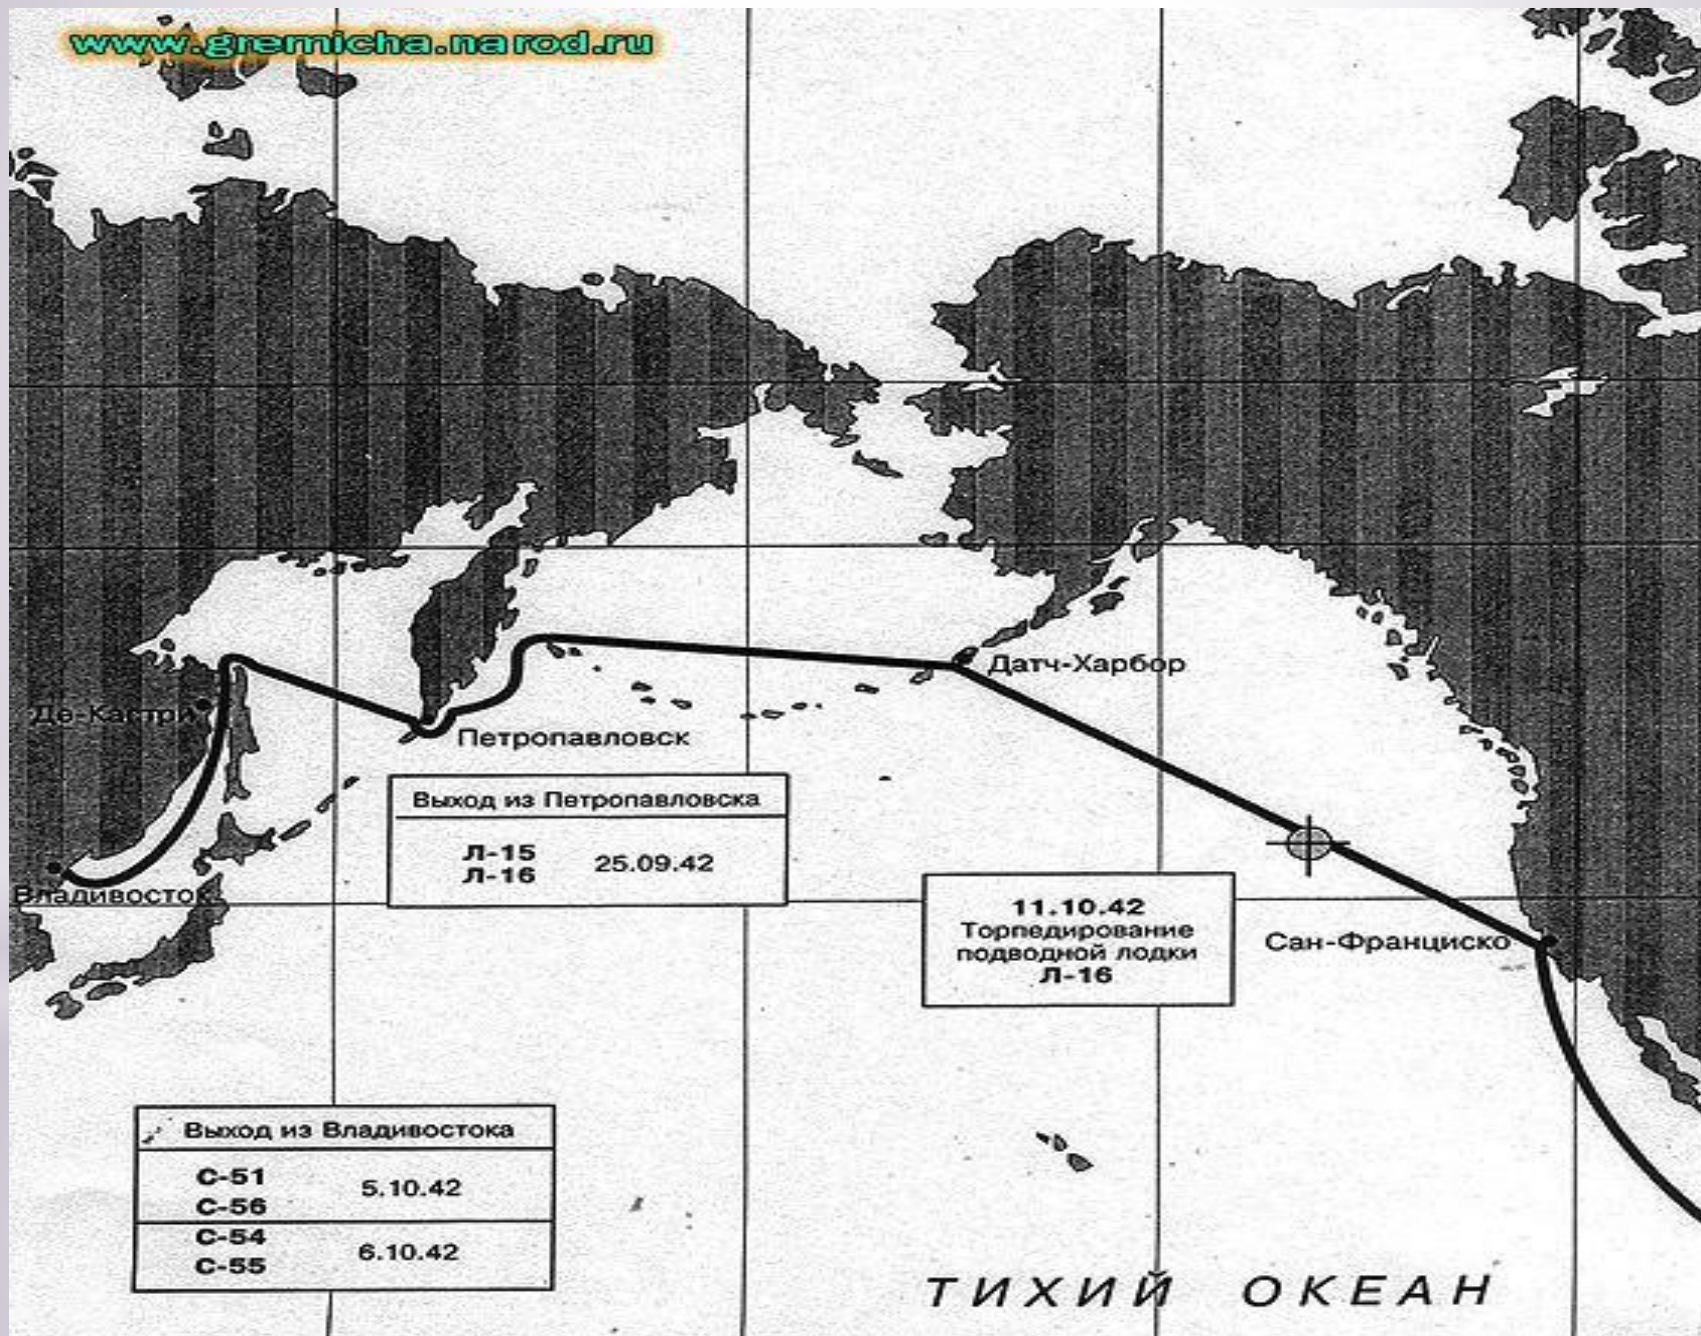 www.gremicha.narod.ru
Датч-Харбор
Де-Кастри
Петропавловск
Выход из Петропавловска
Л-15
Л-16
25.09.42
Владивосток
11.10.42
Торпедирование
подводной лодки
Л-16
Сан-Франциско
Выход из Владивостока
С-51
С-56
5.10.42
С-54
С-55
6.10.42
ТИХИЙ ОКЕАН